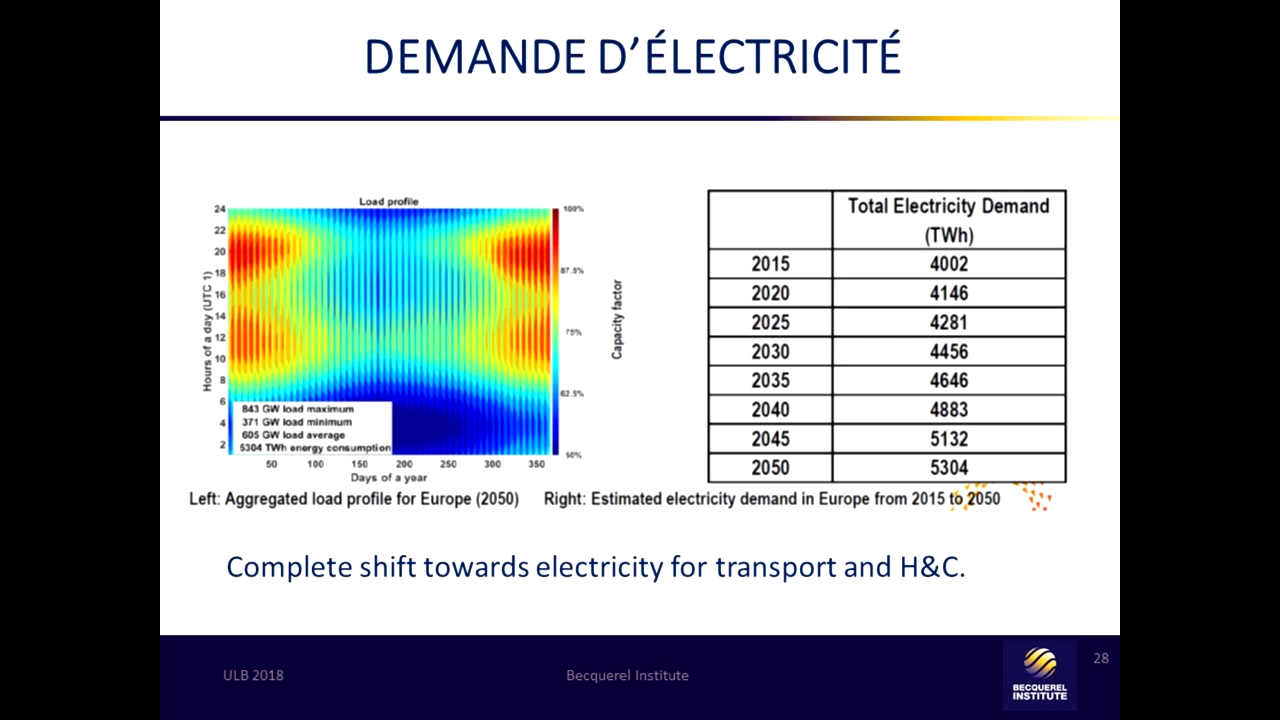 DEMANDE D’ÉLECTRICITÉ
Load profile
24
22
20
18
16
14
12
10
8
6
4
2
Hours of a day (UTC 1)
843 GW load maximum
371 GW load minimum
605 GW load average
5304 TWh energy consumption
50 100 150 200 250 300 350
Days of a year
100%
87.5%
75%
62.5%
50%
Capacity factor
Total Electricity Demand
(TWh)
2015 4002
2020 4146
2025 4281
2030 4456
2035 4646
2040 4883
2045 5132
2050 5304
Left: Aggregated load profile for Europe (2050) Right: Estimated electricity demand in Europe from 2015 to 2050
Complete shift towards electricity for transport and H&C.
ULB 2018
Becquerel Institute
BECQUEREL
INSTITUTE
28